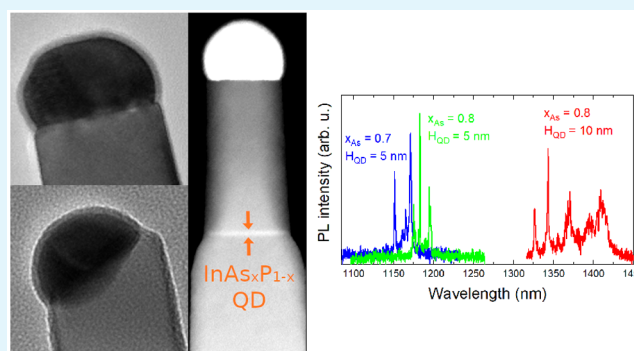 InAsxP1-x
QD
PL intensity (arb. u.)
xAs = 0.7
HQD = 5 nm
xAs = 0.8
HQD = 5 nm
xAs = 0.8
HQD = 10 nm
1100 1150 1200 1250 1300 1350 1400
Wavelength (nm)